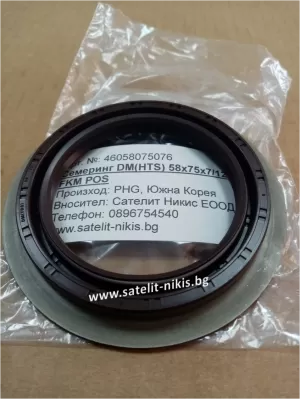 №: 46058075076
Семеринг DM(HTS) 58x75x7/12
FKM POS
Произход: PHG, Южна Корея
Вносител: Сателит Никис ЕООД
Телефон: 0896754540
www.satelit-nikis.bg
www.satelit-nikis.bg